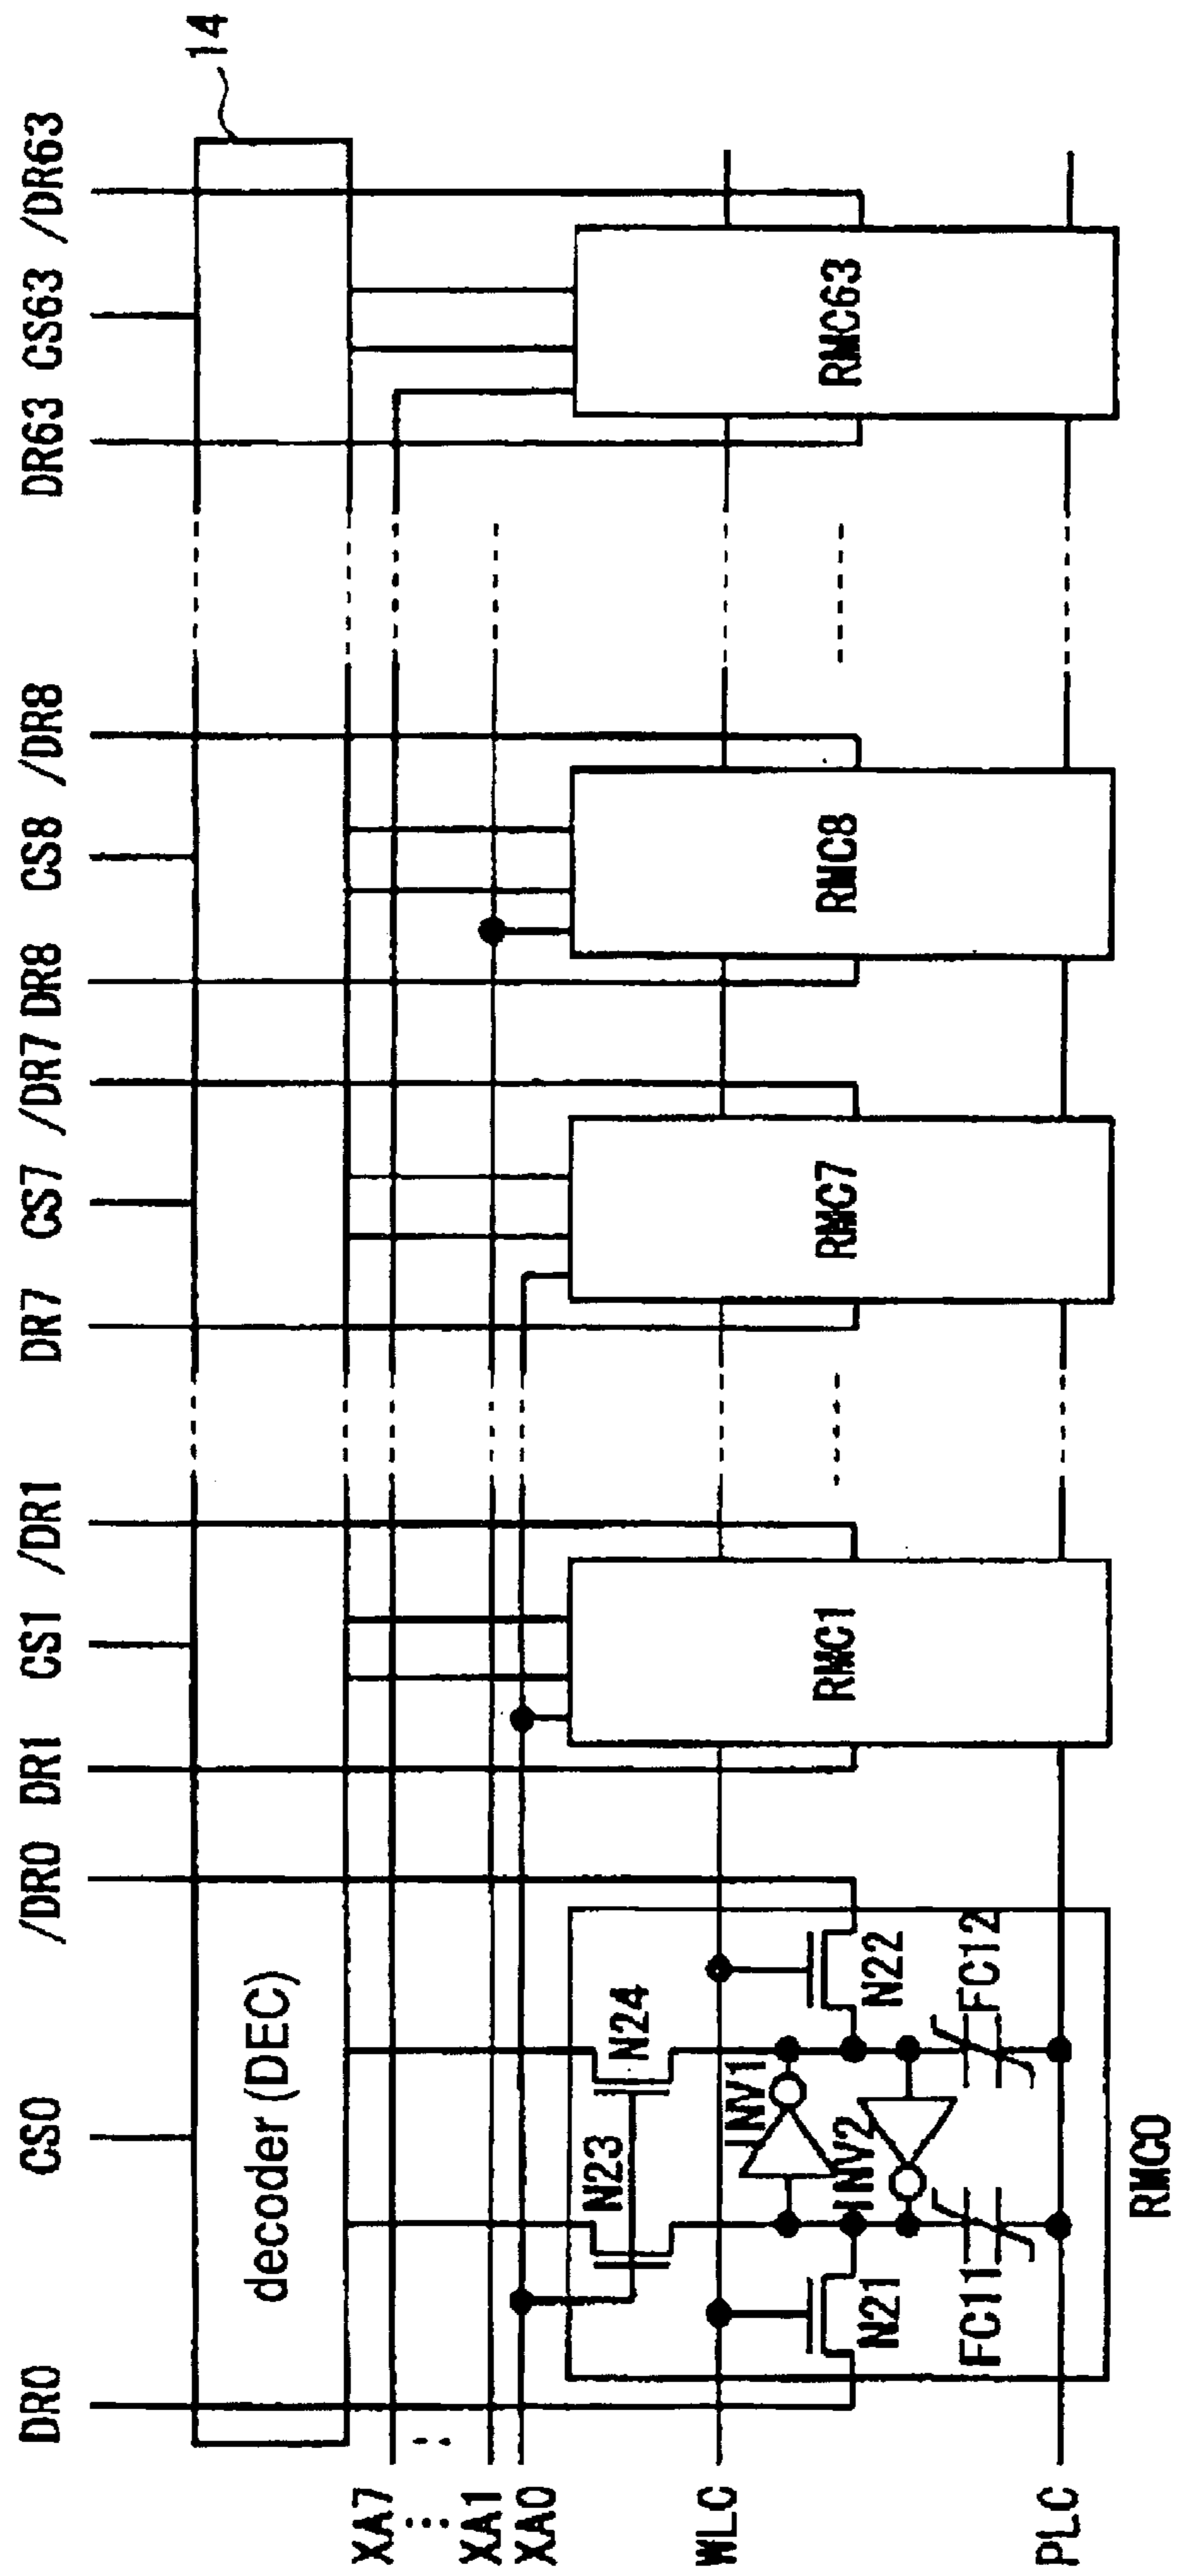 DR0 CS0 /DR0 DR1 CS1 /DR1 DR7 CS7 /DR7 DR8 CS8 /DR8 DR63 CS63 /DR63
14
decoder (DEC)
XA7
XA1
XA0
N23 N24
WLC
INV1
INV2
N21 N22
RMC1 RMC7 RMC8 RMC63
FC11 FC12
PLC
RMC0